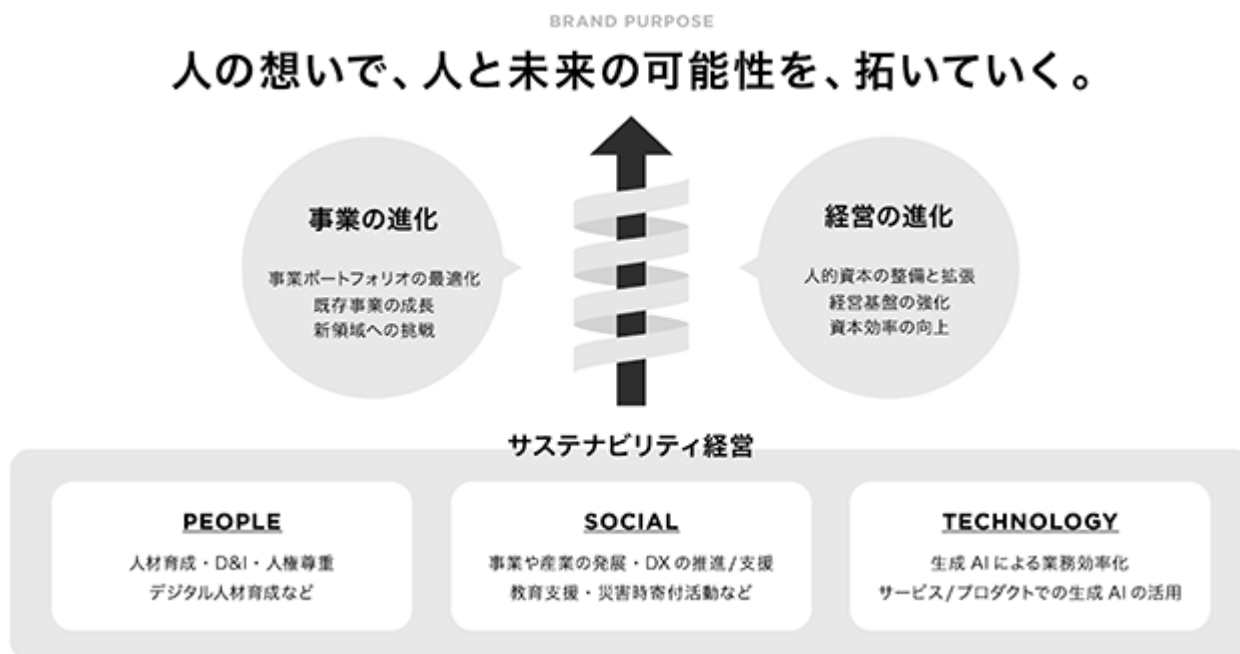 BRAND PURPOSE
人の想いで、人と未来の可能性を、拓いていく。
事業の進化
事業ポートフォリオの最適化
既存事業の成長
新領域への挑戦
経営の進化
人的資本の整備と拡張
経営基盤の強化
資本効率の向上
サステナビリティ経営
PEOPLE
人材育成・D&I・人権尊重
デジタル人材育成など
SOCIAL
事業や産業の発展・DXの推進/支援
教育支援・災害時寄付活動など
TECHNOLOGY
生成AIによる業務効率化
サービス/プロダクトでの生成AIの活用